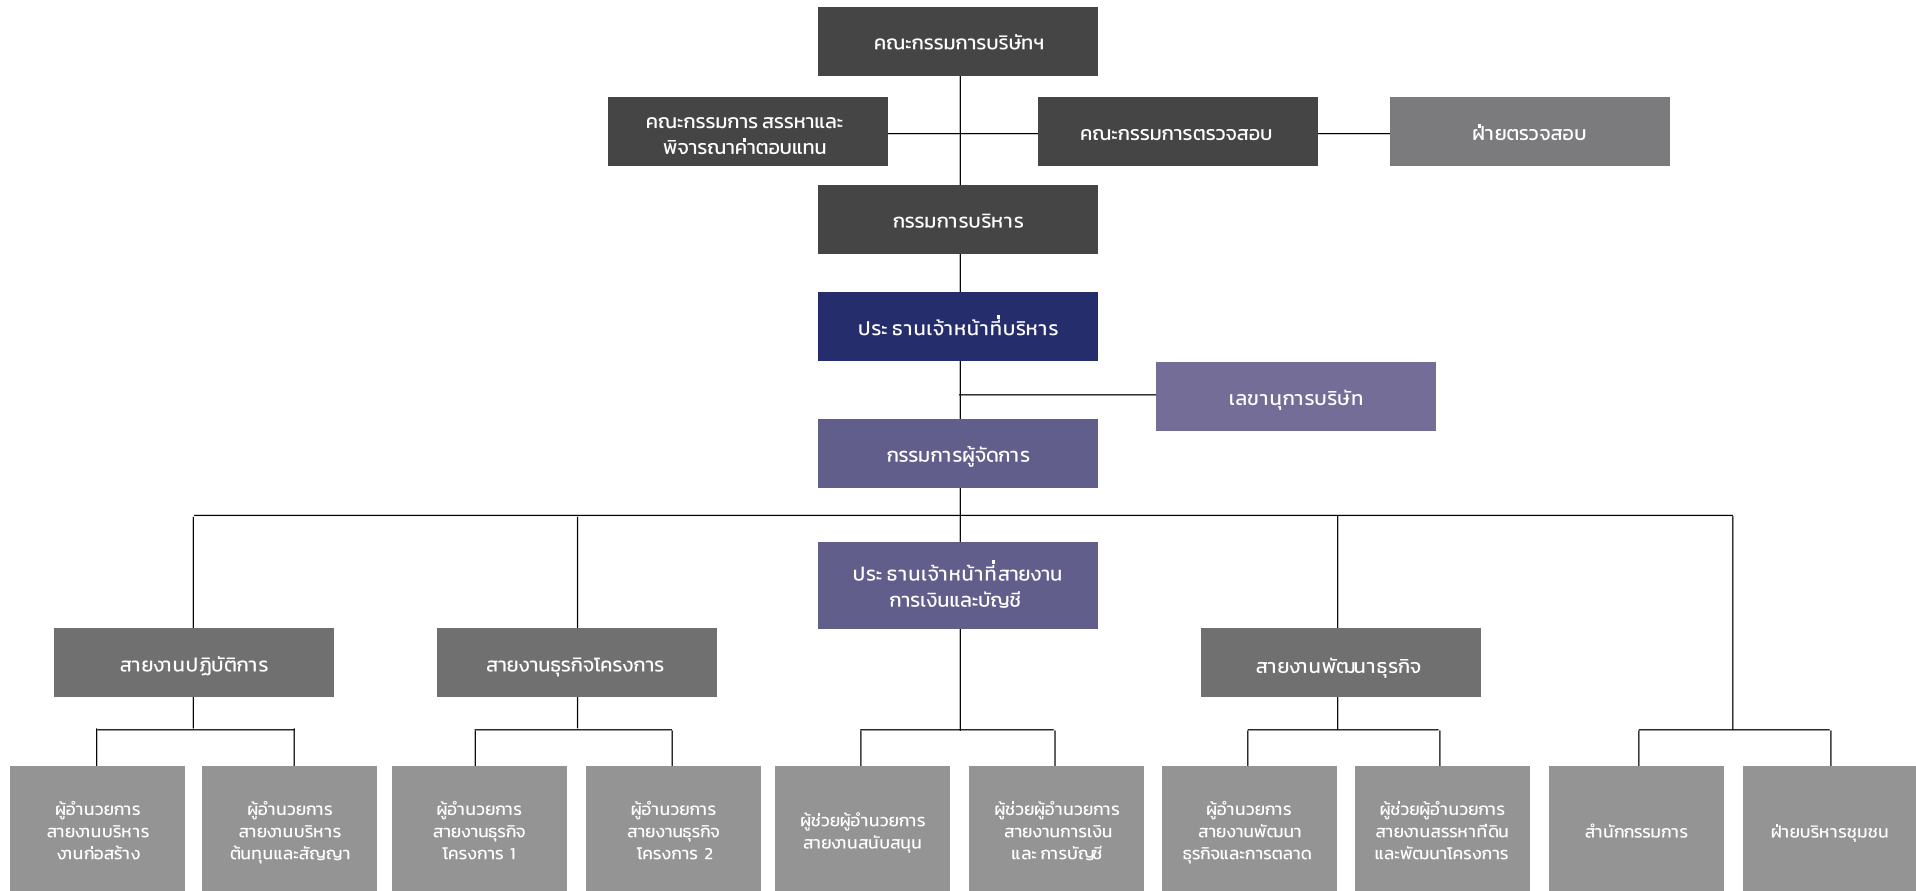 คณะกรรมการบริษัทฯ
คณะกรรมการ สรรหาและ
พิจารณาค่าตอบแทน
คณะกรรมการตรวจสอบ
ฝ่ายตรวจสอบ
กรรมการบริหาร
ประธานเจ้าหน้าที่บริหาร
เลขานุการบริษัท
กรรมการผู้จัดการ
ประธานเจ้าหน้าที่สายงาน
การเงินและบัญชี
สายงานปฏิบัติการ
สายงานธุรกิจโครงการ
สายงานพัฒนาธุรกิจ
ผู้อำนวยการ
สายงานบริหาร
งานก่อสร้าง
ผู้อำนวยการ
สายงานบริหาร
ต้นทุนและสัญญา
ผู้อำนวยการ
สายงานธุรกิจ
โครงการ 1
ผู้อำนวยการ
สายงานธุรกิจ
โครงการ 2
ผู้ช่วยผู้อำนวยการ
สายงานสนับสนุน
ผู้ช่วยผู้อำนวยการ
สายงานการเงิน
และ การบัญชี
ผู้อำนวยการ
สายงานพัฒนา
ธุรกิจและการตลาด
ผู้ช่วยผู้อำนวยการ
สายงานสรรหาที่ดิน
และพัฒนาโครงการ
สำนักกรรมการ
ฝ่ายบริหารชุมชน